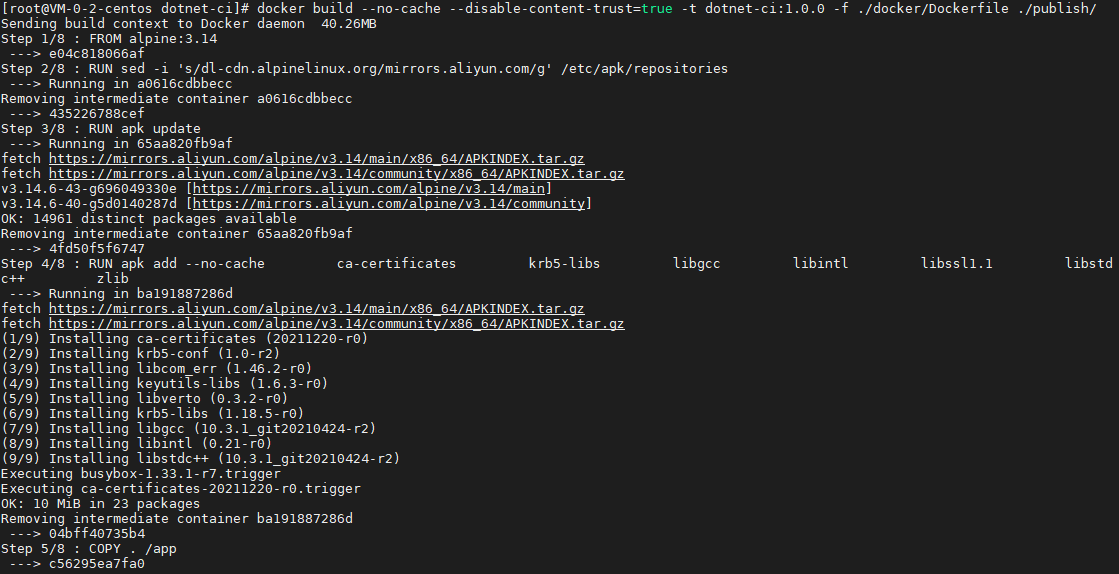 [root@VM-0-2-centos dotnet-ci]# docker build --no-cache --disable-content-trust=true -t dotnet-ci:1.0.0 -f ./docker/Dockerfile ./publish/
Sending build context to Docker daemon  40.26MB
Step 1/8 : FROM alpine:3.14
 ---> e04c818066af
Step 2/8 : RUN sed -i 's/dl-cdn.alpinelinux.org/mirrors.aliyun.com/g' /etc/apk/repositories
 ---> Running in a0616cdbbecc
Removing intermediate container a0616cdbbecc
 ---> 435226788cef
Step 3/8 : RUN apk update
 ---> Running in 65aa820fb9af
fetch https://mirrors.aliyun.com/alpine/v3.14/main/x86_64/APKINDEX.tar.gz
fetch https://mirrors.aliyun.com/alpine/v3.14/community/x86_64/APKINDEX.tar.gz
v3.14.6-43-g696049330e [https://mirrors.aliyun.com/alpine/v3.14/main]
v3.14.6-40-g5d0140287d [https://mirrors.aliyun.com/alpine/v3.14/community]
OK: 14961 distinct packages available
Removing intermediate container 65aa820fb9af
 ---> 4fd50f5f6747
Step 4/8 : RUN apk add --no-cache         ca-certificates         krb5-libs         libgcc         libintl         libssl1.1         libstd
c++         zlib
 ---> Running in ba191887286d
fetch https://mirrors.aliyun.com/alpine/v3.14/main/x86_64/APKINDEX.tar.gz
fetch https://mirrors.aliyun.com/alpine/v3.14/community/x86_64/APKINDEX.tar.gz
(1/9) Installing ca-certificates (20211220-r0)
(2/9) Installing krb5-conf (1.0-r2)
(3/9) Installing libcom_err (1.46.2-r0)
(4/9) Installing keyutils-libs (1.6.3-r0)
(5/9) Installing libverto (0.3.2-r0)
(6/9) Installing krb5-libs (1.18.5-r0)
(7/9) Installing libgcc (10.3.1_git20210424-r2)
(8/9) Installing libintl (0.21-r0)
(9/9) Installing libstdc++ (10.3.1_git20210424-r2)
Executing busybox-1.33.1-r7.trigger
Executing ca-certificates-20211220-r0.trigger
OK: 10 MiB in 23 packages
Removing intermediate container ba191887286d
 ---> 04bff40735b4
Step 5/8 : COPY . /app
 ---> c56295ea7fa0